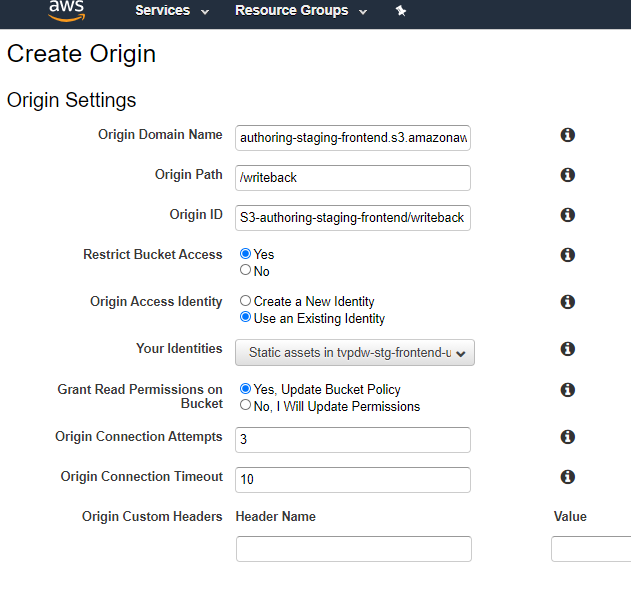 aws Services Resource Groups
Create Origin
Origin Settings
Origin Domain Name authoring-staging-frontend.s3.amazonaw
Origin Path /writeback
Origin ID S3-authoring-staging-frontend/writeback
Restrict Bucket Access Yes
No
Origin Access Identity Create a New Identity
Use an Existing Identity
Your Identities Static assets in tvpdw-stg-frontend-u
Grant Read Permissions on Yes, Update Bucket Policy
Bucket No, I Will Update Permissions
Origin Connection Attempts 3
Origin Connection Timeout 10
Origin Custom Headers Header Name Value